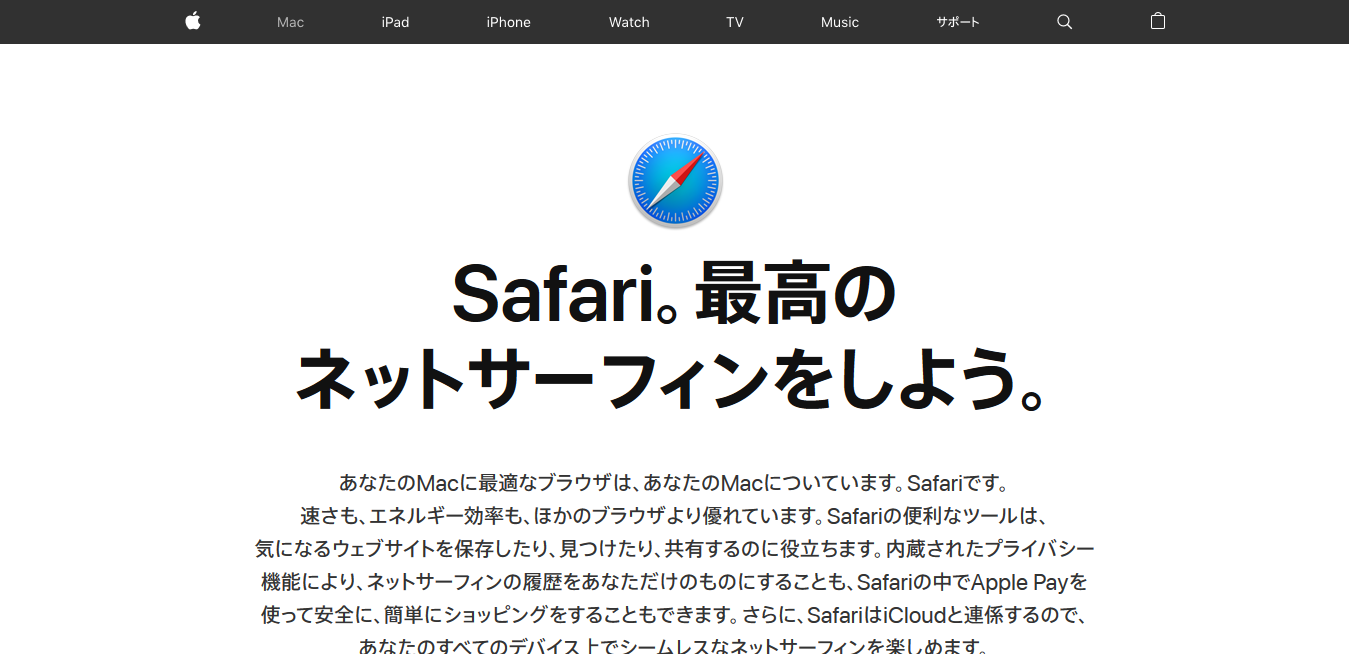 Mac iPad iPhone Watch TV Music サポート
Safari。最高の
ネットサーフィンをしよう。
あなたのMacに最適なブラウザは、あなたのMacについています。Safariです。
速さも、エネルギー効率も、ほかのブラウザより優れています。Safariの便利なツールは、
気になるウェブサイトを保存したり、見つけたり、共有するのに役立ちます。内蔵されたプライバシー
機能により、ネットサーフィンの履歴をあなただけのものにすることも、Safariの中でApple Payを
使って安全に、簡単にショッピングをすることもできます。さらに、SafariはiCloudと連係するので、
あなたのすべてのデバイス上でシームレスなネットサーフィンを楽しめます。